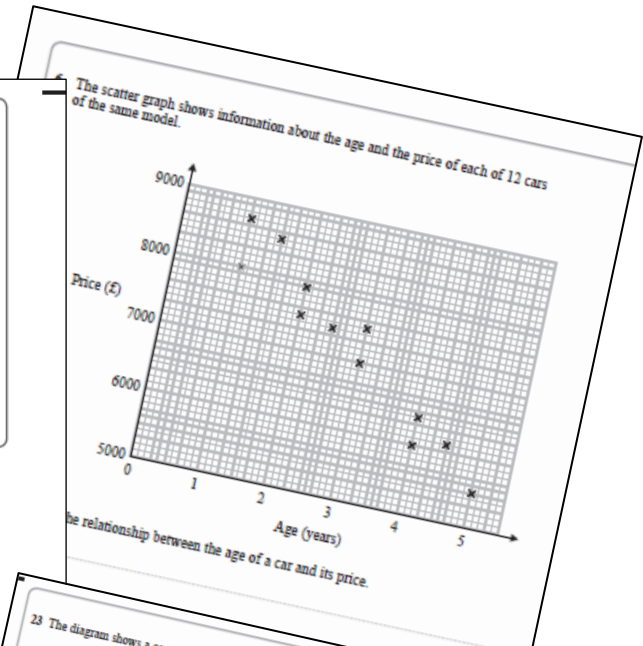 The scatter graph shows information about the age and the price of each of 12 cars
of the same model.
9000
8000
Price (£)
7000
6000
5000
0
1
2
3
4
5
Age (years)
he relationship between the age of a car and its price.
23 The diagram shows a